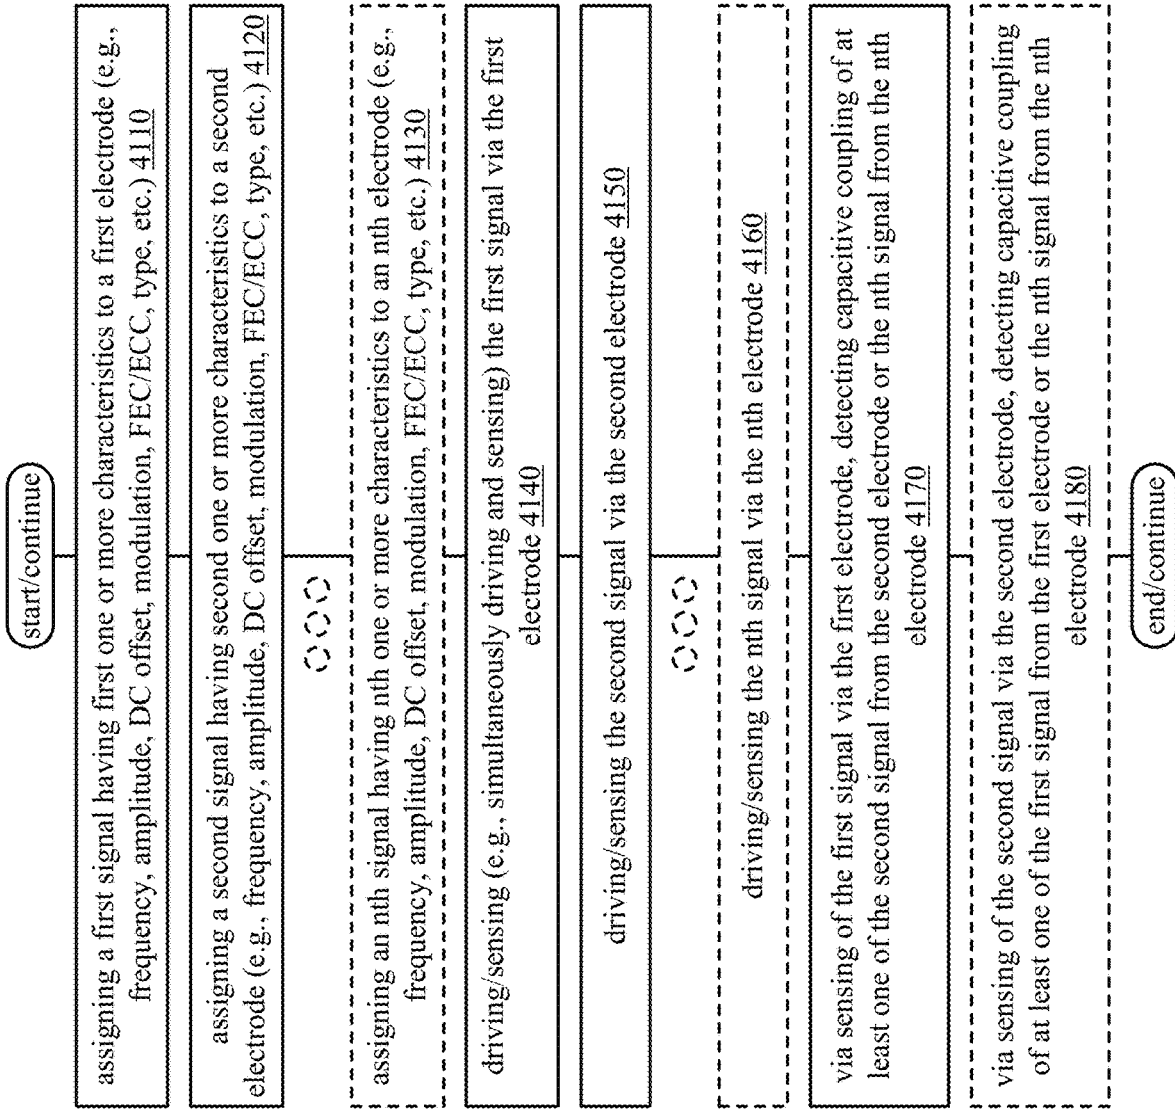 start/continue
assigning a first signal having first one or more characteristics to a first electrode (e.g.,
frequency, amplitude, DC offset, modulation, FEC/ECC, type, etc.) 4110
assigning a second signal having second one or more characteristics to a second
electrode (e.g., frequency, amplitude, DC offset, modulation, FEC/ECC, type, etc.) 4120
assigning an nth signal having nth one or more characteristics to an nth electrode (e.g.,
frequency, amplitude, DC offset, modulation, FEC/ECC, type, etc.) 4130
driving/sensing (e.g., simultaneously driving and sensing) the first signal via the first
electrode 4140
driving/sensing the second signal via the second electrode 4150
driving/sensing the nth signal via the nth electrode 4160
via sensing of the first signal via the first electrode, detecting capacitive coupling of at
least one of the second signal from the second electrode or the nth signal from the nth
electrode 4170
via sensing of the second signal via the second electrode, detecting capacitive coupling
of at least one of the first signal from the first electrode or the nth signal from the nth
electrode 4180
end/continue